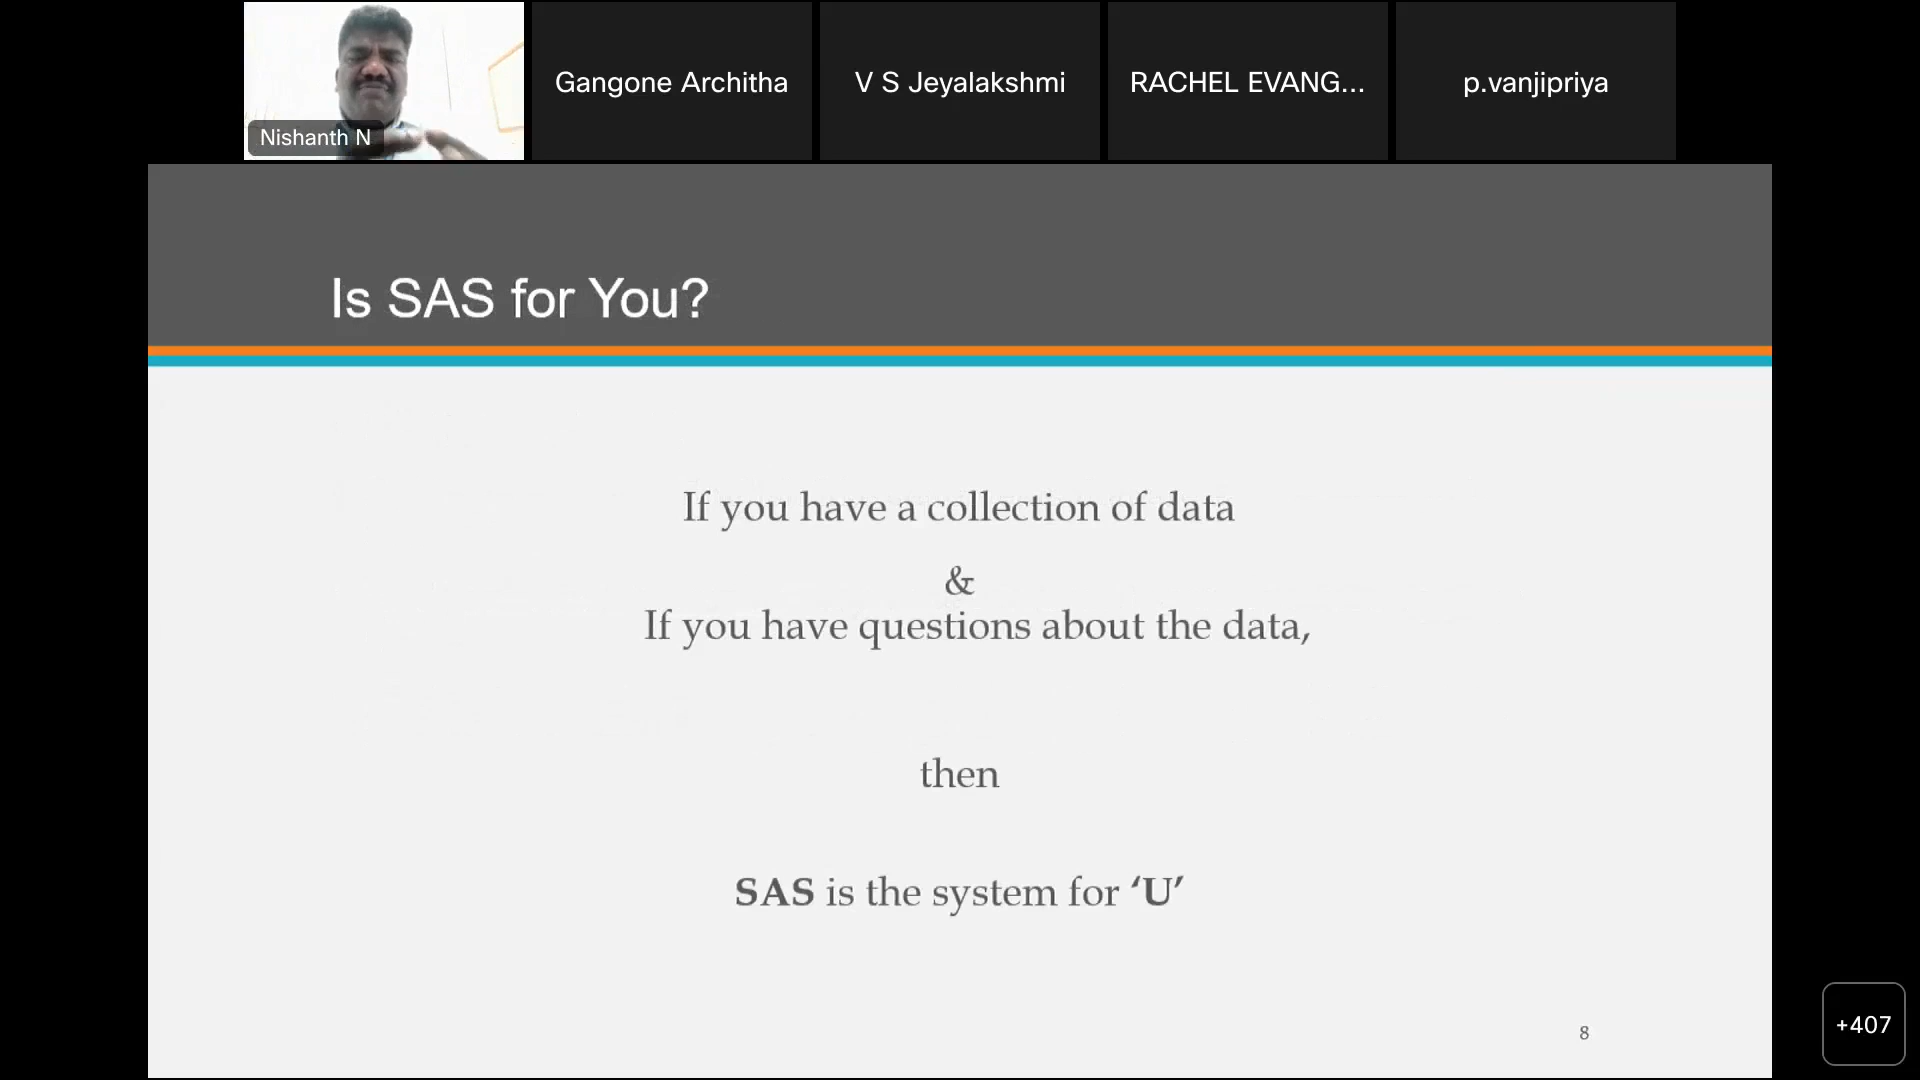 Nishanth N
Gangone Architha
V S Jeyalakshmi
RACHEL EVANG...
p.vanjipriya
Is SAS for You?
If you have a collection of data
&
If you have questions about the data,
then
SAS is the system for ‘U’
8
+407